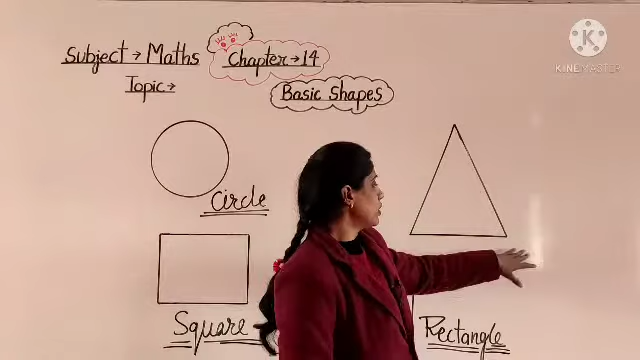 Subject → Maths
Chapter → 14
Topic →
Basic Shapes
Circle
Square
Rectangle
K
KINEMASTER